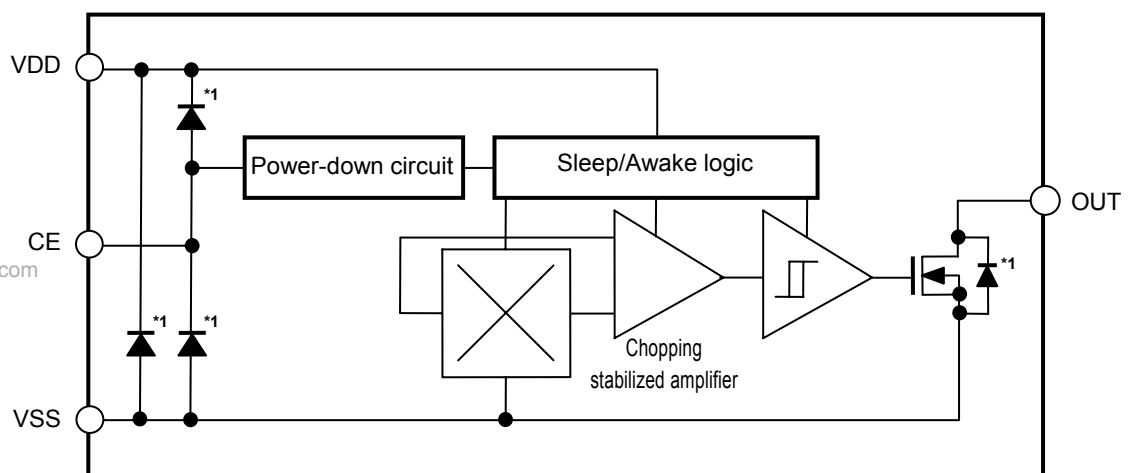 VDD
*1
Power-down circuit
Sleep/Awake logic
OUT
CE
com
*1
*1
*1
Chopping
stabilized amplifier
VSS